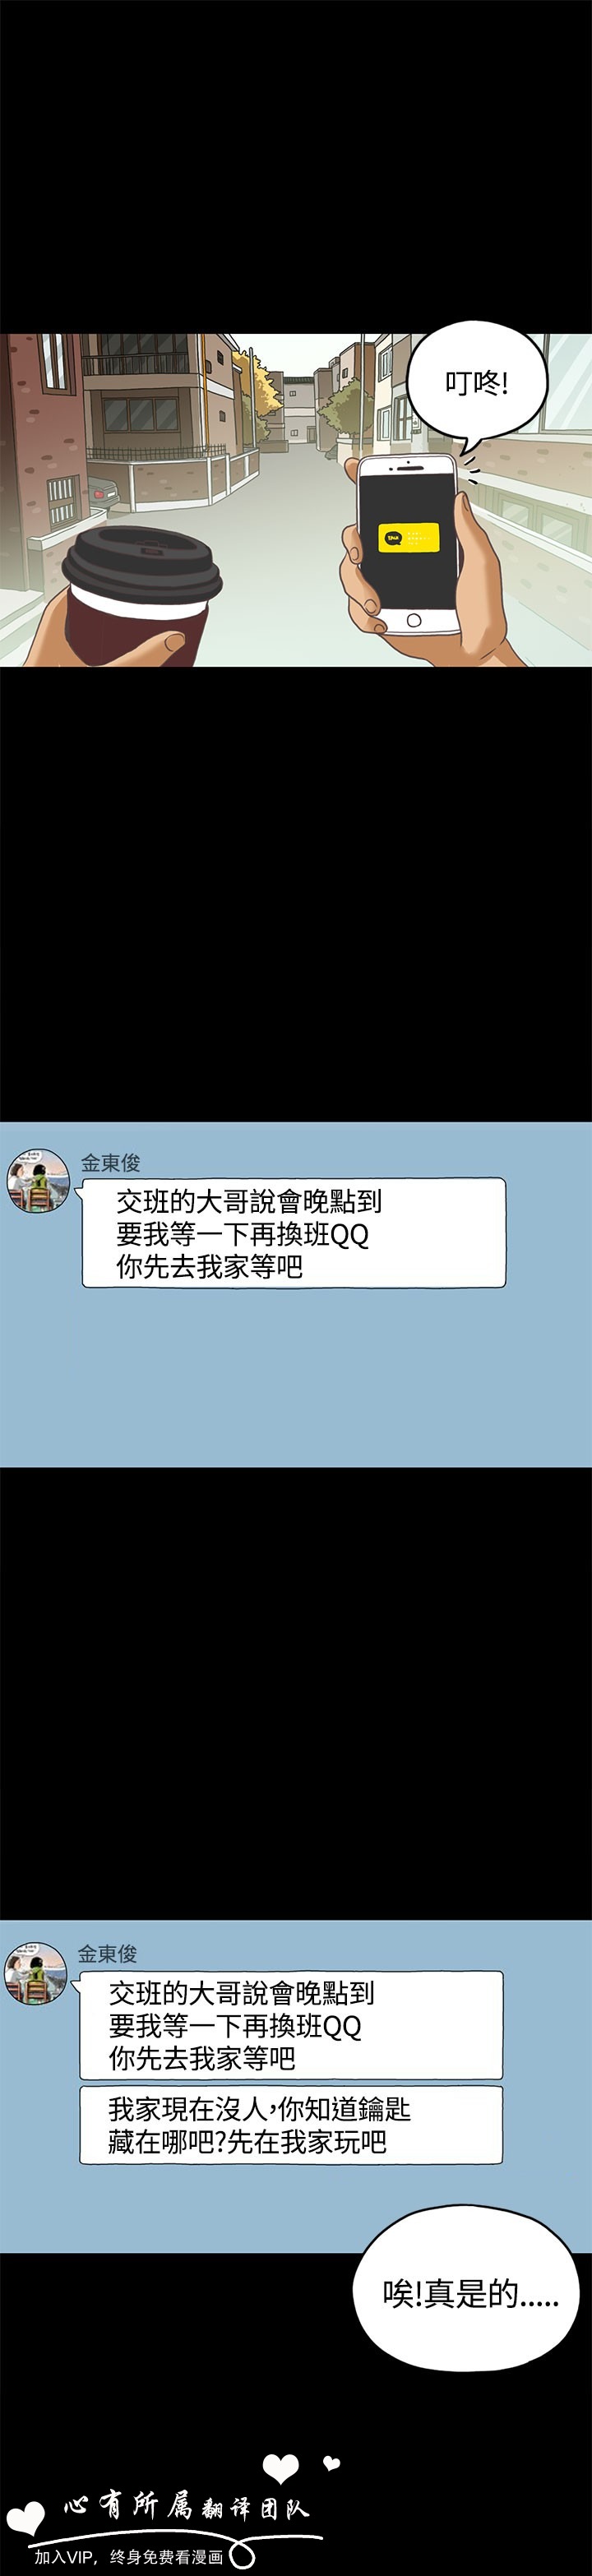 叮咚!
金東俊
交班的大哥說會晚點到
要我等一下再換班QQ
你先去我家等吧
金東俊
交班的大哥說會晚點到
要我等一下再換班QQ
你先去我家等吧
我家現在沒人,你知道鑰匙
藏在哪吧?先在我家玩吧
唉!真是的.....
心有所属翻译团队
加入VIP，终身免费看漫画